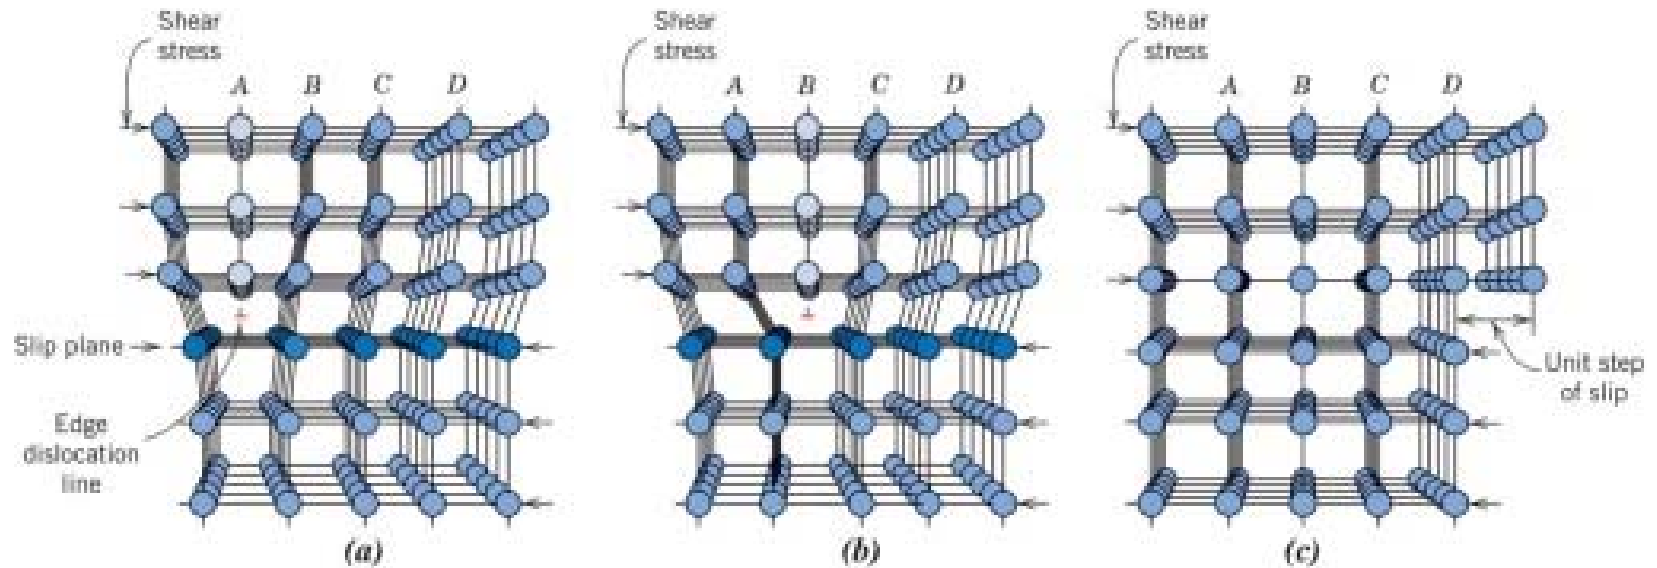 Shear
stress
A B C D
Slip plane
Edge
dislocation
line
(a)
Shear
stress
A B C D
(b)
Shear
stress
A B C D
Unit step
of slip
(c)